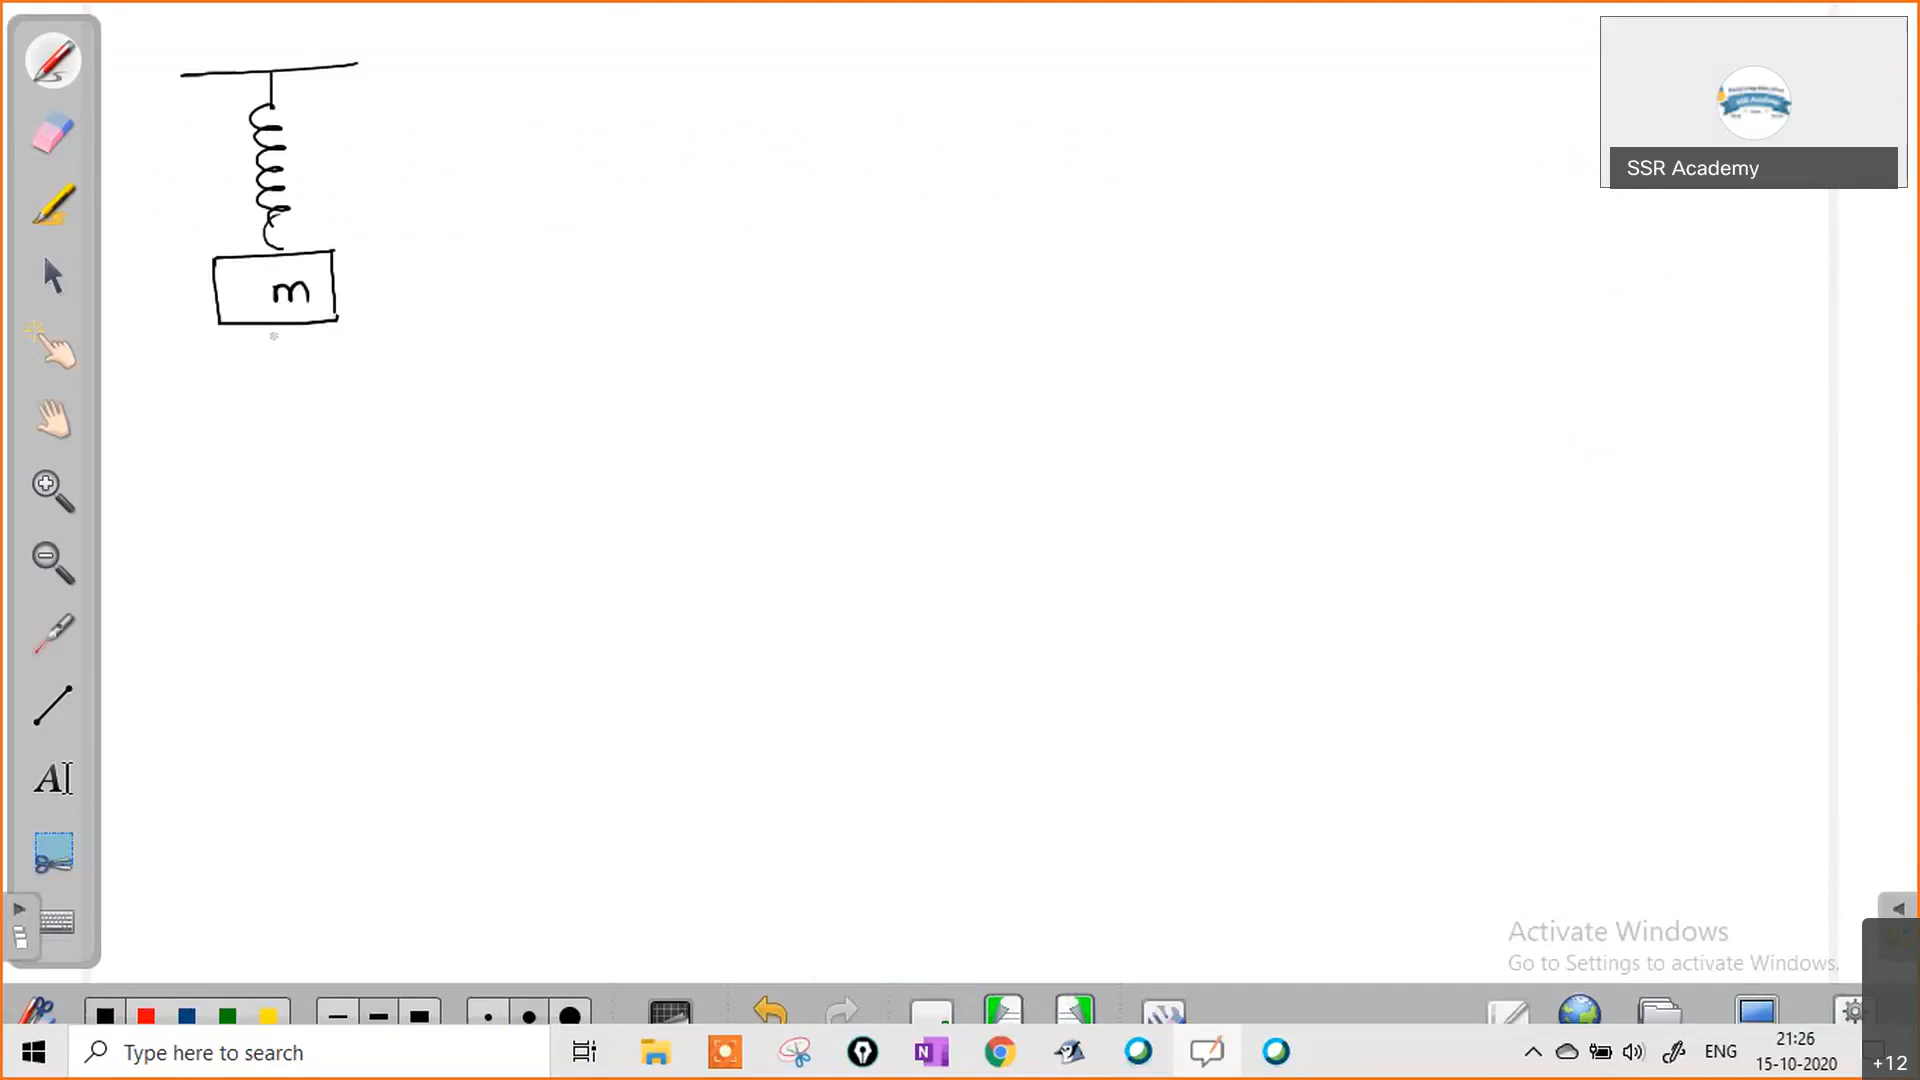 SSR Academy
m
A
Activate Windows
Go to Settings to activate Windows.
Type here to search
N
ENG
21:26
15-10-2020
+12